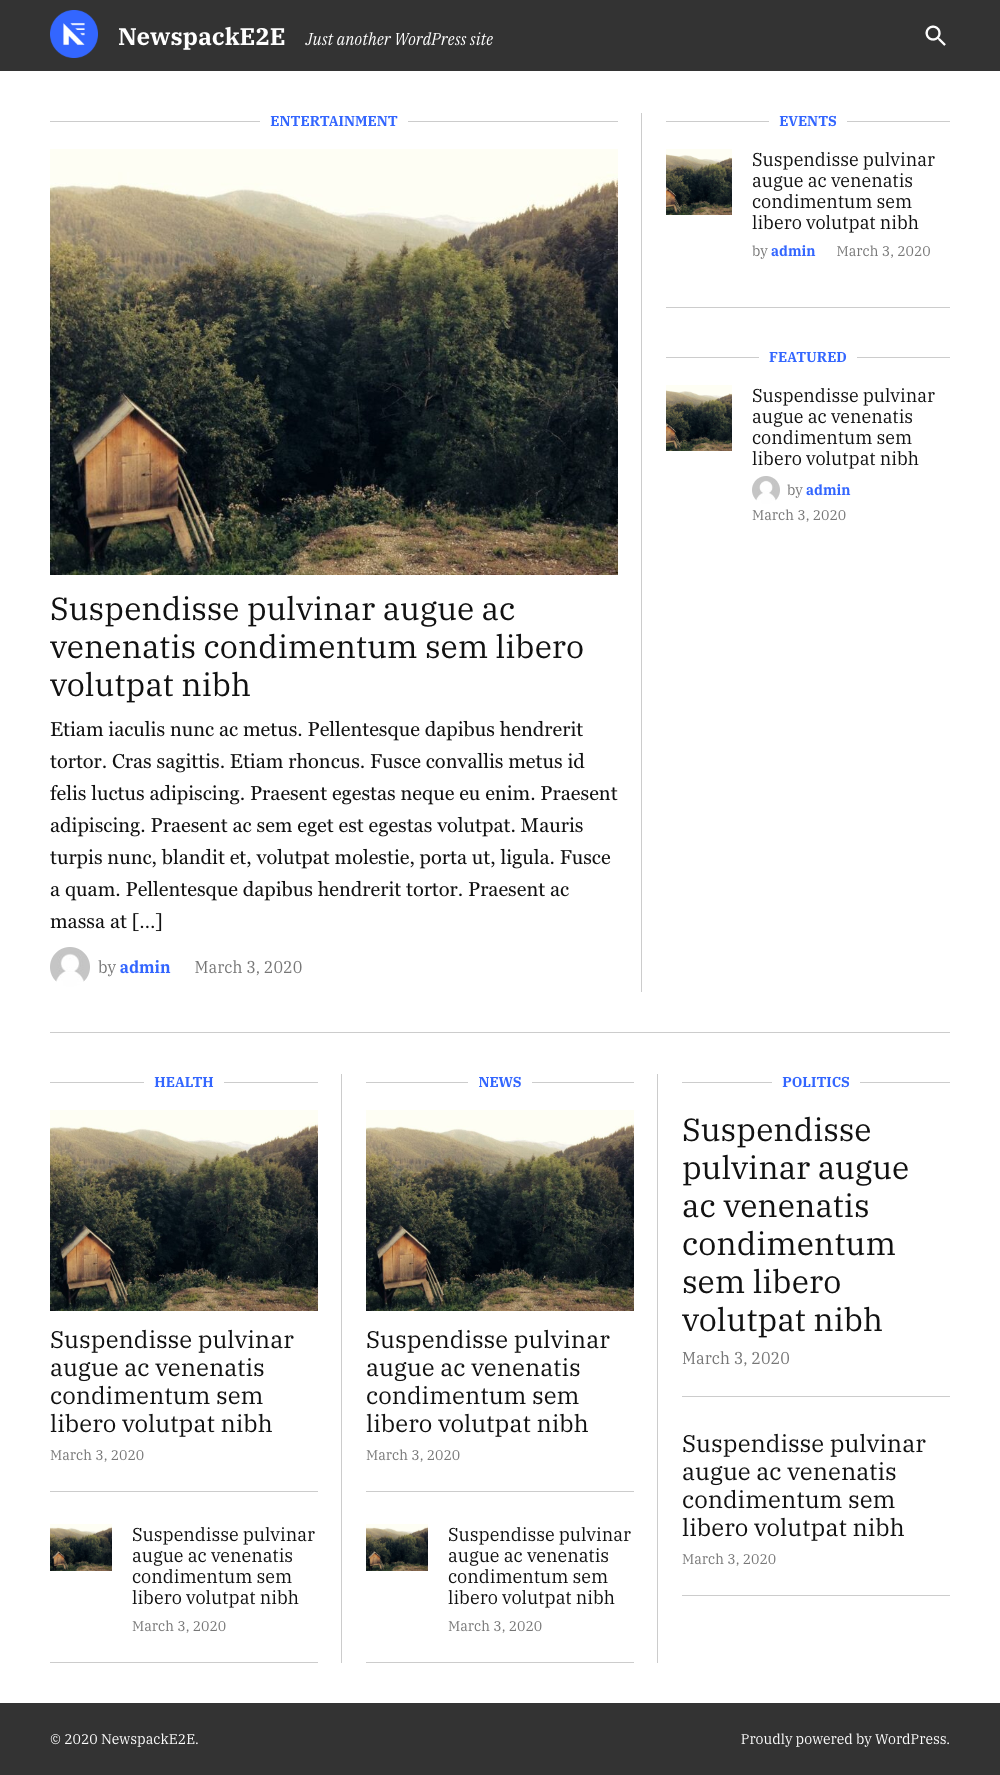 NewspackE2E
Just another WordPress site
ENTERTAINMENT
Suspendisse pulvinar augue ac
venenatis condimentum sem libero
volutpat nibh
Etiam iaculis nunc ac metus. Pellentesque dapibus hendrerit
tortor. Cras sagittis. Etiam rhoncus. Fusce convallis metus id
felis luctus adipiscing. Praesent egestas neque eu enim. Praesent
adipiscing. Praesent ac sem eget est egestas volutpat. Mauris
turpis nunc, blandit et, volutpat molestie, porta ut, ligula. Fusce
a quam. Pellentesque dapibus hendrerit tortor. Praesent ac
massa at [...]
by admin March 3, 2020
EVENTS
Suspendisse pulvinar
augue ac venenatis
condimentum sem
libero volutpat nibh
by admin March 3, 2020
FEATURED
Suspendisse pulvinar
augue ac venenatis
condimentum sem
libero volutpat nibh
by admin
March 3, 2020
HEALTH
Suspendisse pulvinar
augue ac venenatis
condimentum sem
libero volutpat nibh
March 3, 2020
Suspendisse pulvinar
augue ac venenatis
condimentum sem
libero volutpat nibh
March 3, 2020
NEWS
Suspendisse pulvinar
augue ac venenatis
condimentum sem
libero volutpat nibh
March 3, 2020
Suspendisse pulvinar
augue ac venenatis
condimentum sem
libero volutpat nibh
March 3, 2020
POLITICS
Suspendisse
pulvinar augue
ac venenatis
condimentum
sem libero
volutpat nibh
March 3, 2020
Suspendisse pulvinar
augue ac venenatis
condimentum sem
libero volutpat nibh
March 3, 2020
© 2020 NewspackE2E.
Proudly powered by WordPress.